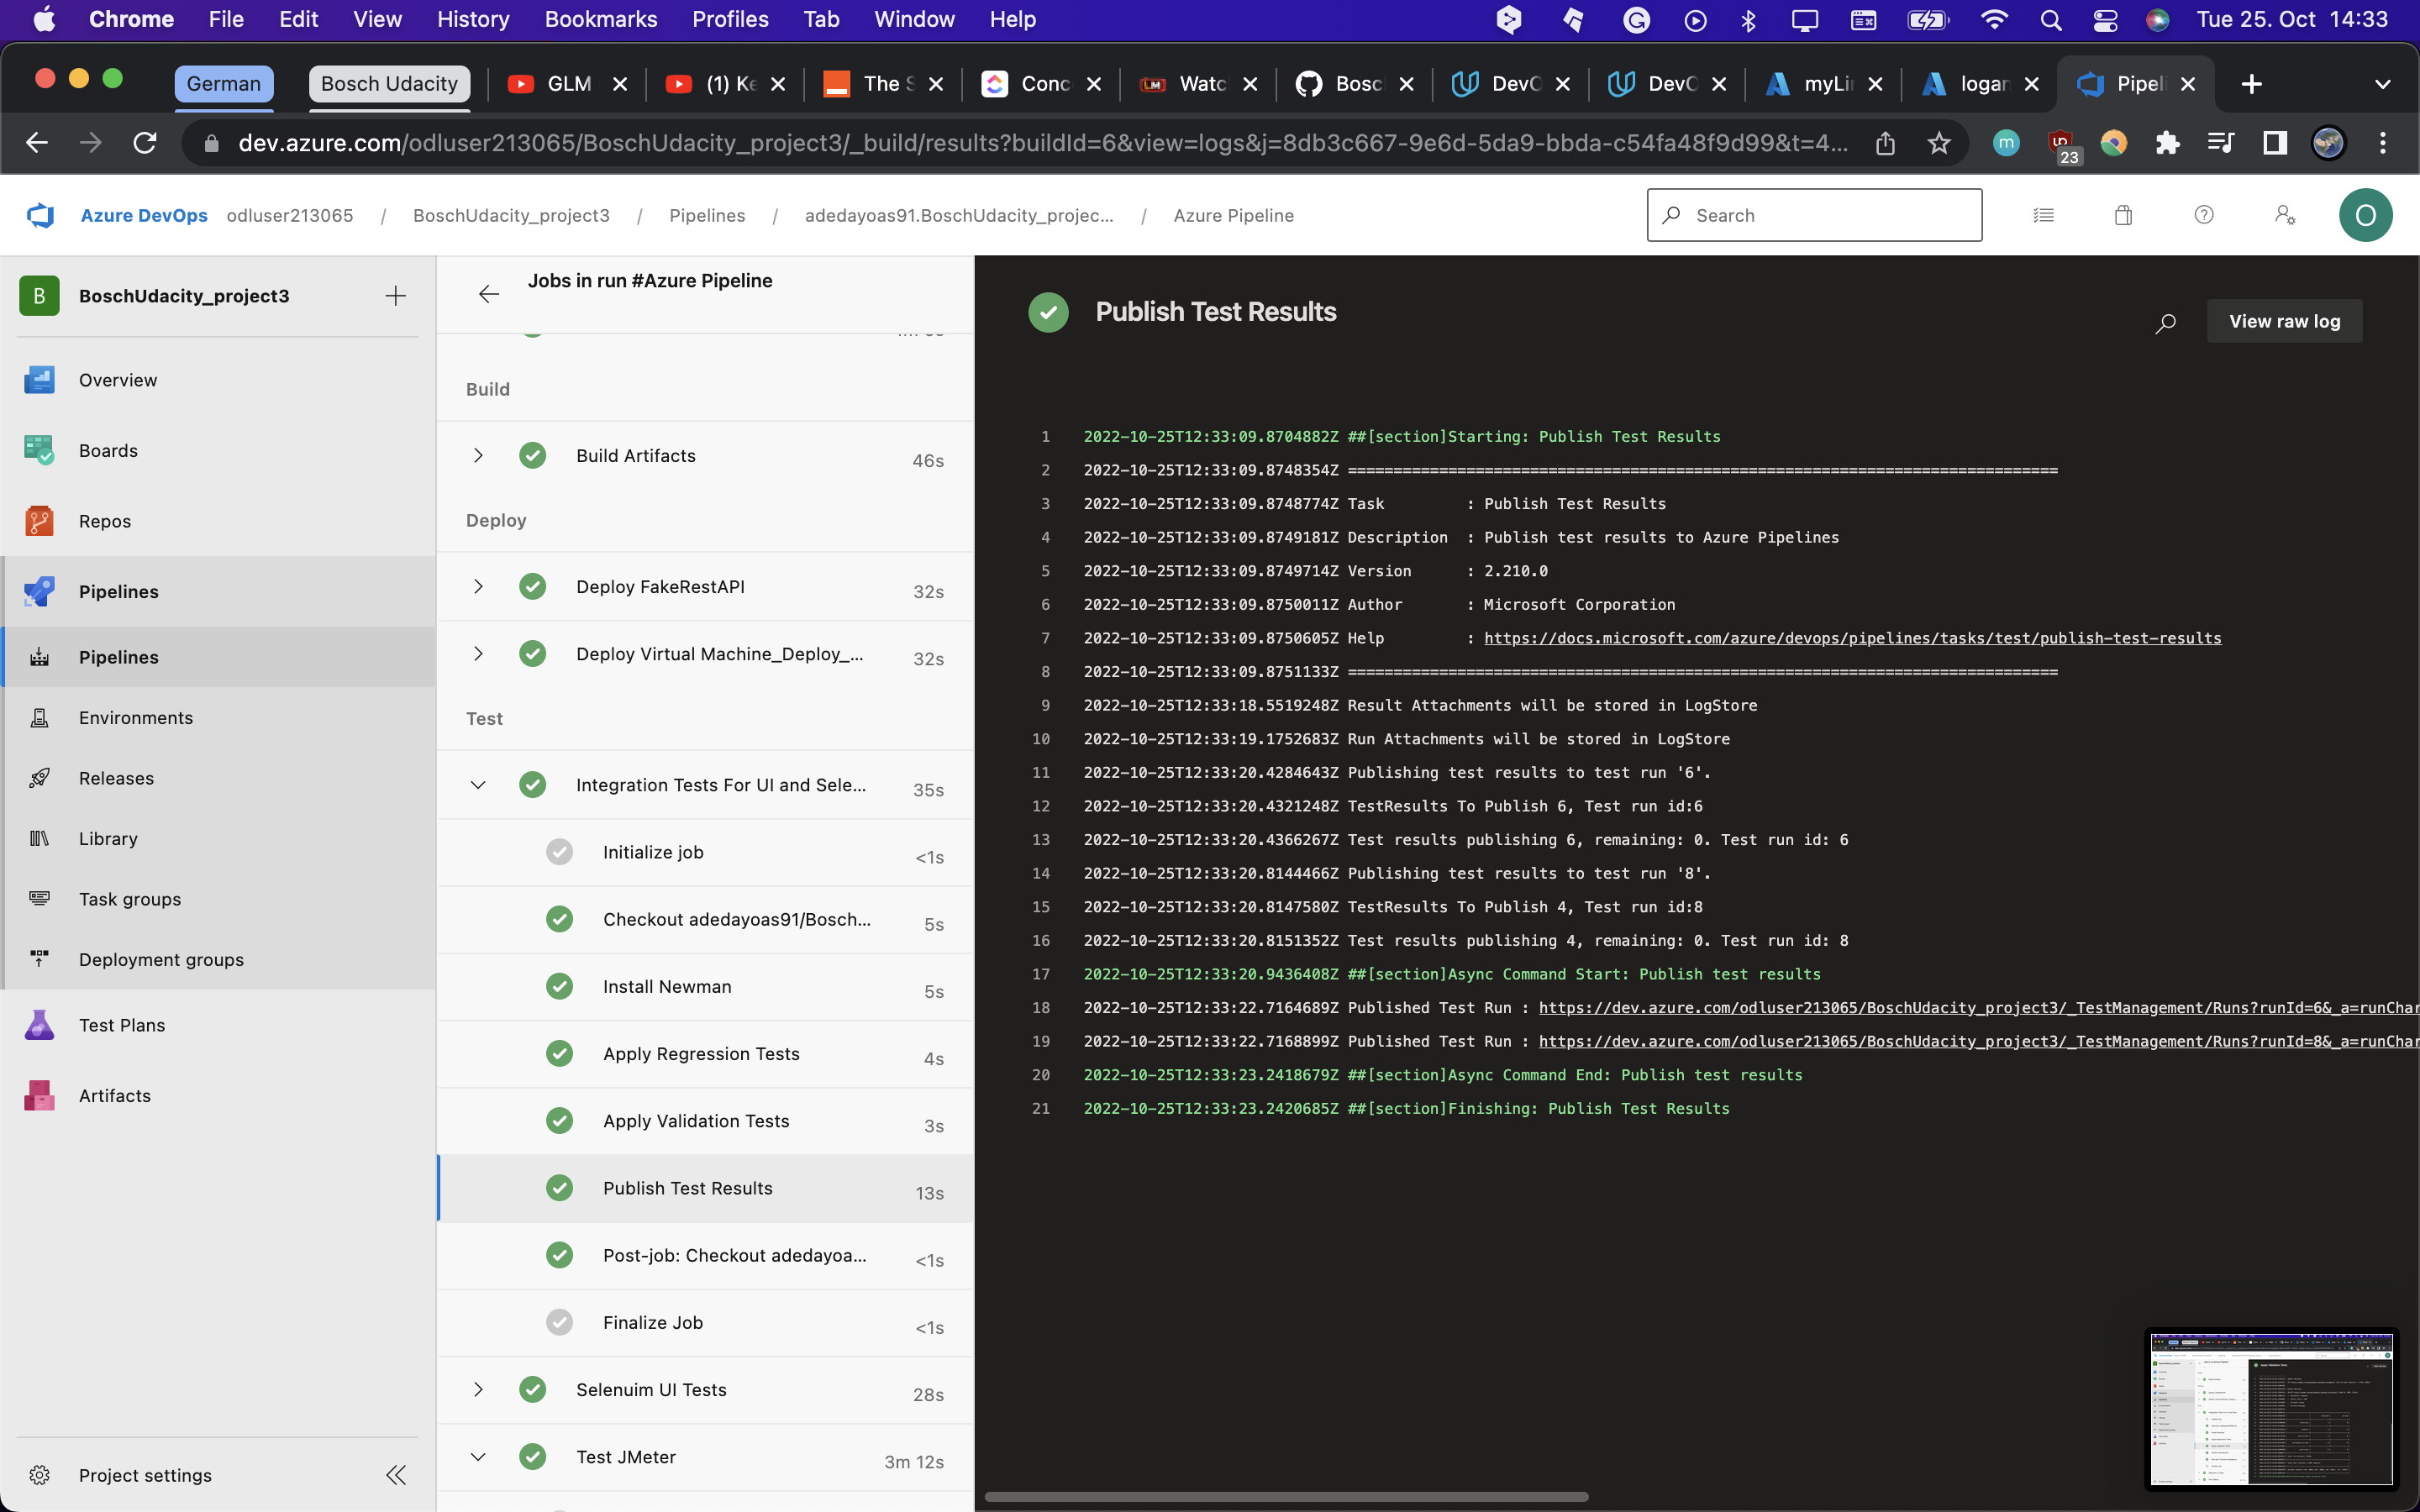 Chrome File Edit View History Bookmarks Profiles Tab Window Help Tue 25. Oct 14:33
German Bosch Udacity GLM (1) Ke The S Conc Watc Bosc DevO DevO myLi logan Pipeli
dev.azure.com/odluser213065/BoschUdacity_project3/_build/results?buildId=6&view=logs&j=8db3c667-9e6d-5da9-bbda-c54fa48f9d99&t=4... m 23
Azure DevOps odluser213065 / BoschUdacity_project3 / Pipelines / adedayoas91.BoschUdacity_projec... / Azure Pipeline Search O
B BoschUdacity_project3
Overview
Boards
Repos
Pipelines
Pipelines
Environments
Releases
Library
Task groups
Deployment groups
Test Plans
Artifacts
Project settings
Jobs in run #Azure Pipeline
Build
Build Artifacts 46s
Deploy
Deploy FakeRestAPI 32s
Deploy Virtual Machine_Deploy_... 32s
Test
Integration Tests For UI and Sele... 35s
Initialize job <1s
Checkout adedayoas91/Bosch... 5s
Install Newman 5s
Apply Regression Tests 4s
Apply Validation Tests 3s
Publish Test Results 13s
Post-job: Checkout adedayoa... <1s
Finalize Job <1s
Selenuim UI Tests 28s
Test JMeter 3m 12s
Publish Test Results
View raw log
1 2022-10-25T12:33:09.8704882Z ##[section]Starting: Publish Test Results
2 2022-10-25T12:33:09.8748354Z ==============================================================================
3 2022-10-25T12:33:09.8748774Z Task : Publish Test Results
4 2022-10-25T12:33:09.8749181Z Description : Publish test results to Azure Pipelines
5 2022-10-25T12:33:09.8749714Z Version : 2.210.0
6 2022-10-25T12:33:09.8750011Z Author : Microsoft Corporation
7 2022-10-25T12:33:09.8750605Z Help : https://docs.microsoft.com/azure/devops/pipelines/tasks/test/publish-test-results
8 2022-10-25T12:33:09.8751133Z ==============================================================================
9 2022-10-25T12:33:18.5519248Z Result Attachments will be stored in LogStore
10 2022-10-25T12:33:19.1752683Z Run Attachments will be stored in LogStore
11 2022-10-25T12:33:20.4284643Z Publishing test results to test run '6'.
12 2022-10-25T12:33:20.4321248Z TestResults To Publish 6, Test run id:6
13 2022-10-25T12:33:20.4366267Z Test results publishing 6, remaining: 0. Test run id: 6
14 2022-10-25T12:33:20.8144466Z Publishing test results to test run '8'.
15 2022-10-25T12:33:20.8147580Z TestResults To Publish 4, Test run id:8
16 2022-10-25T12:33:20.8151352Z Test results publishing 4, remaining: 0. Test run id: 8
17 2022-10-25T12:33:20.9436408Z ##[section]Async Command Start: Publish test results
18 2022-10-25T12:33:22.7164689Z Published Test Run : https://dev.azure.com/odluser213065/BoschUdacity_project3/_TestManagement/Runs?runId=6&_a=runChar
19 2022-10-25T12:33:22.7168899Z Published Test Run : https://dev.azure.com/odluser213065/BoschUdacity_project3/_TestManagement/Runs?runId=8&_a=runChar
20 2022-10-25T12:33:23.2418679Z ##[section]Async Command End: Publish test results
21 2022-10-25T12:33:23.2420685Z ##[section]Finishing: Publish Test Results